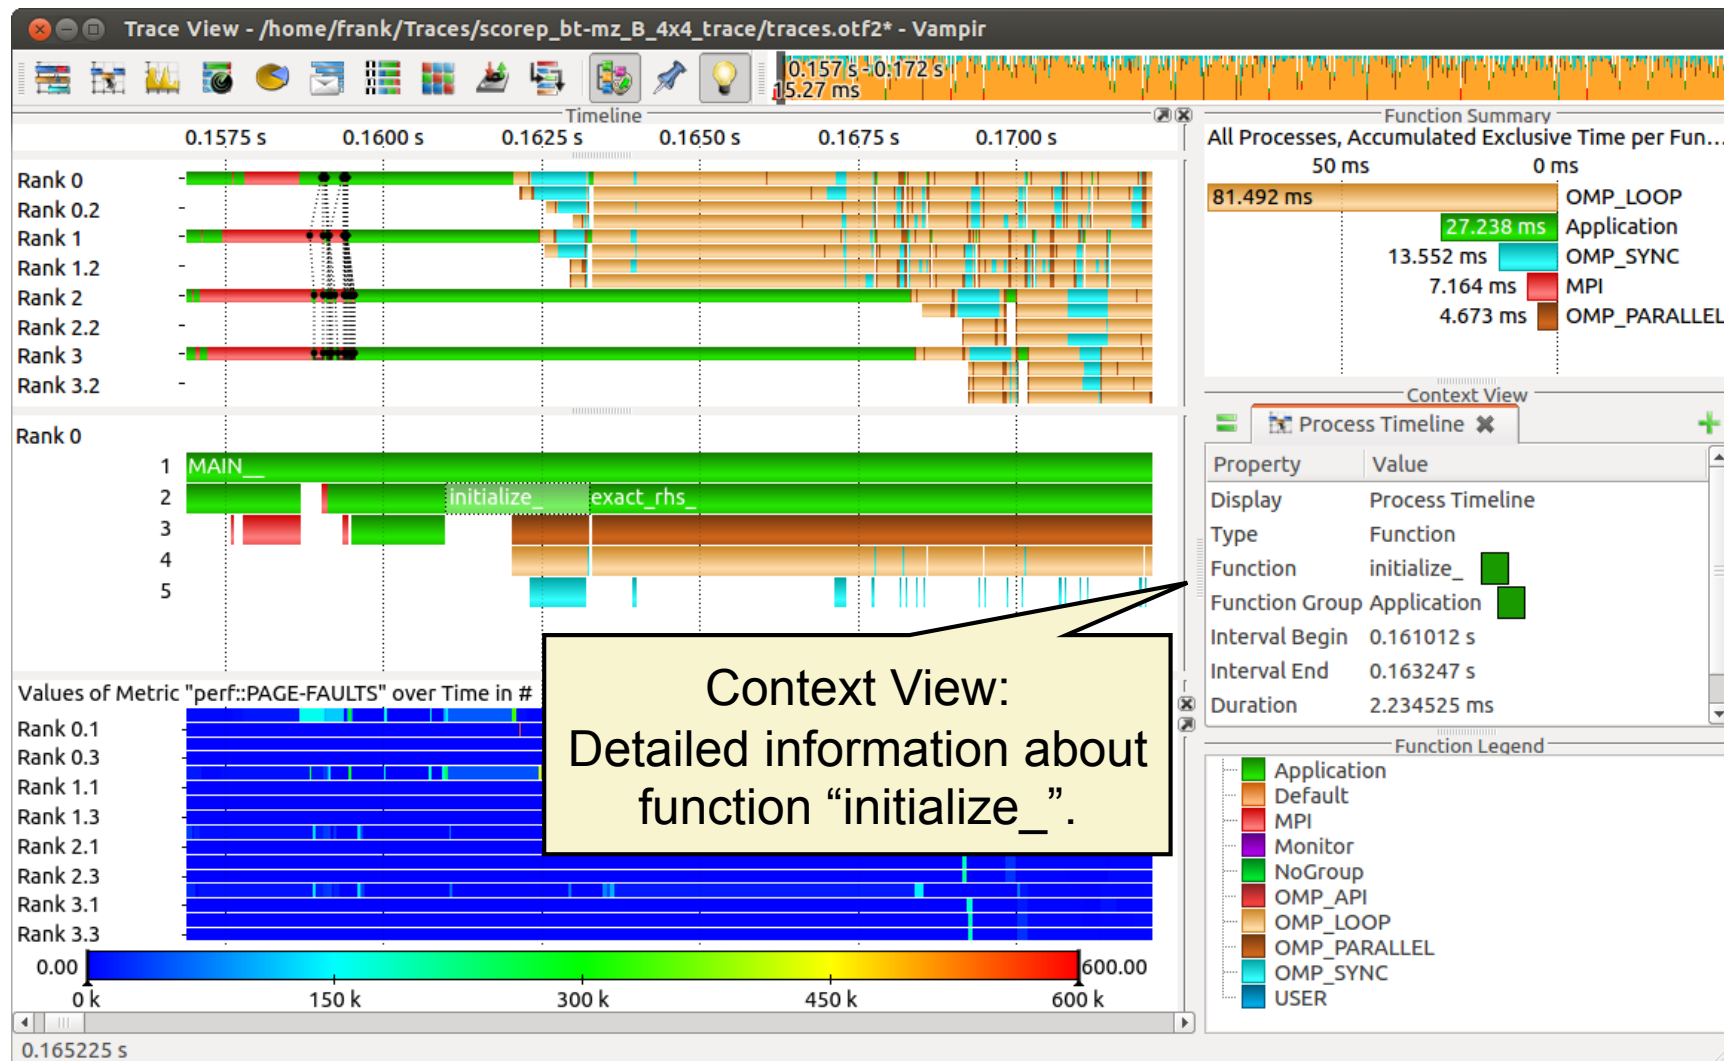 Trace View - /home/frank/Traces/scorep_bt-mz_B_4x4_trace/traces.otf2* - Vampir
0.157 s - 0.172 s
15.27 ms
Timeline
0.1575 s 0.1600 s 0.1625 s 0.1650 s 0.1675 s 0.1700 s
Rank 0
Rank 0.2
Rank 1
Rank 1.2
Rank 2
Rank 2.2
Rank 3
Rank 3.2
Rank 0
1 MAIN__
2 initialize_ exact_rhs_
3
4
5
Values of Metric "perf::PAGE-FAULTS" over Time in #
Rank 0.1
Rank 0.3
Rank 1.1
Rank 1.3
Rank 2.1
Rank 2.3
Rank 3.1
Rank 3.3
0.00 600.00
0 k 150 k 300 k 450 k 600 k
0.165225 s
Context View:
Detailed information about
function “initialize_”.
Function Summary
All Processes, Accumulated Exclusive Time per Fun...
50 ms 0 ms
81.492 ms OMP_LOOP
27.238 ms Application
13.552 ms OMP_SYNC
7.164 ms MPI
4.673 ms OMP_PARALLEL
Context View
Process Timeline
Property Value
Display Process Timeline
Type Function
Function initialize_
Function Group Application
Interval Begin 0.161012 s
Interval End 0.163247 s
Duration 2.234525 ms
Function Legend
Application
Default
MPI
Monitor
NoGroup
OMP_API
OMP_LOOP
OMP_PARALLEL
OMP_SYNC
USER